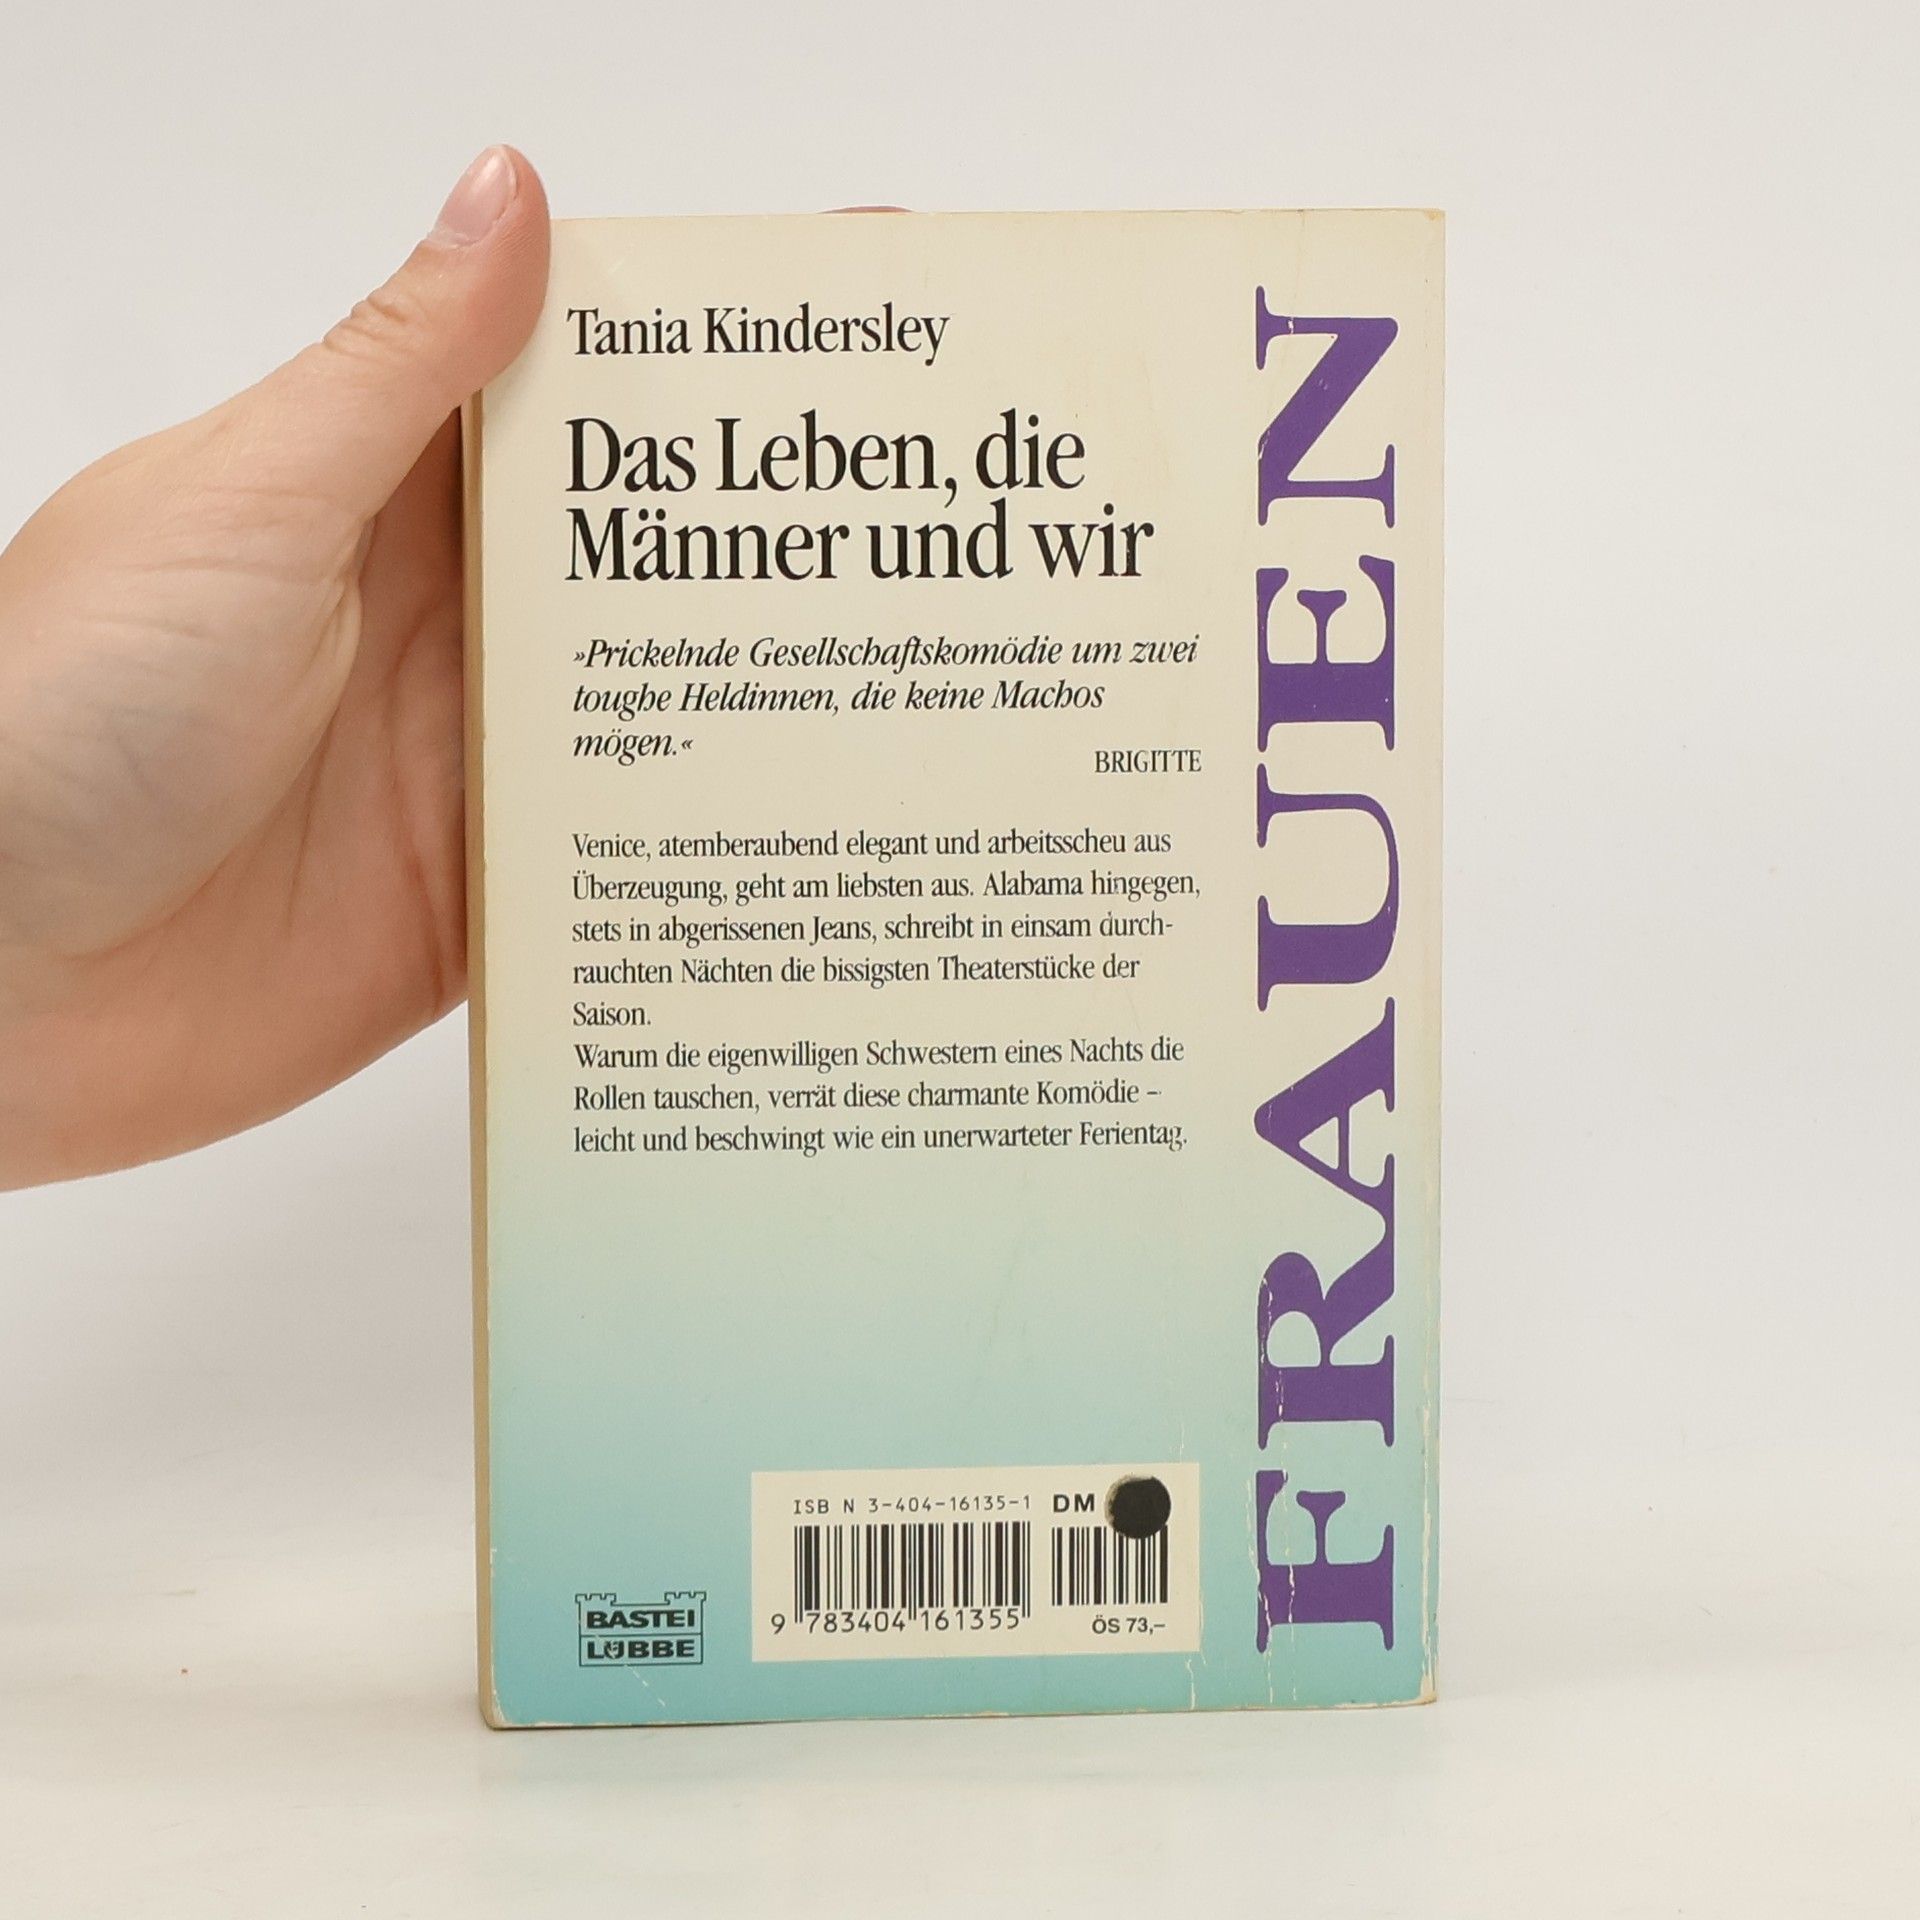 Tania Kindersley
Das Leben, die
Männer und wir
»Prickelnde Gesellschaftskomödie um zwei
toughe Heldinnen, die keine Machos
mögen.«
BRIGITTE
Venice, atemberaubend elegant und arbeitsscheu aus
Überzeugung, geht am liebsten aus. Alabama hingegen,
stets in abgerissenen Jeans, schreibt in einsam durch-
rauchten Nächten die bissigsten Theaterstücke der
Saison.
Warum die eigenwilligen Schwestern eines Nachts die
Rollen tauschen, verrät diese charmante Komödie –
leicht und beschwingt wie ein unerwarteter Ferientag.
FRAUEN
ISB N 3-404-16135-1 DM
9 783404 161355
ÖS 73,–
BASTEI
LÜBBE